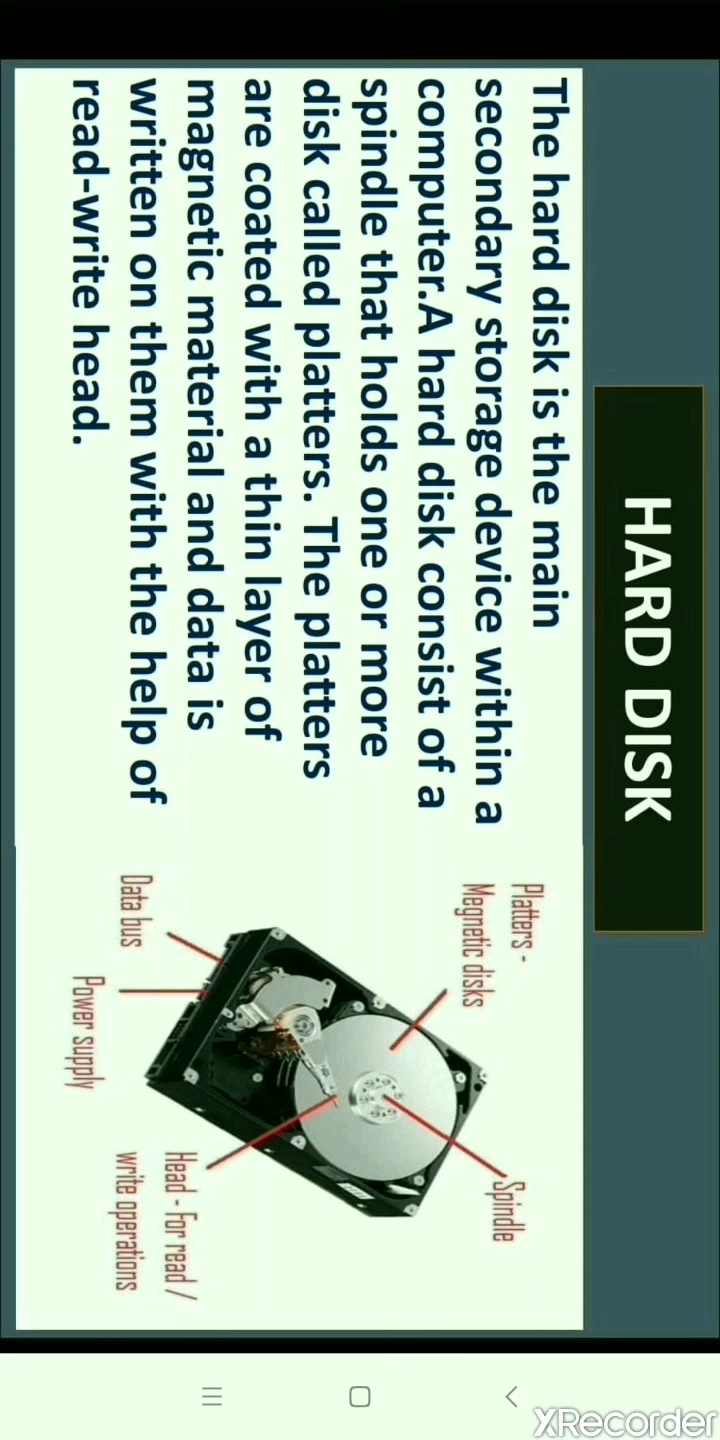 HARD DISK
The hard disk is the main
secondary storage device within a
computer.A hard disk consist of a
spindle that holds one or more
disk called platters. The platters
are coated with a thin layer of
magnetic material and data is
written on them with the help of
read-write head.
Platters -
Megnetic disks
Spindle
Data bus
Power supply
Head - For read /
write operations
XRecorder